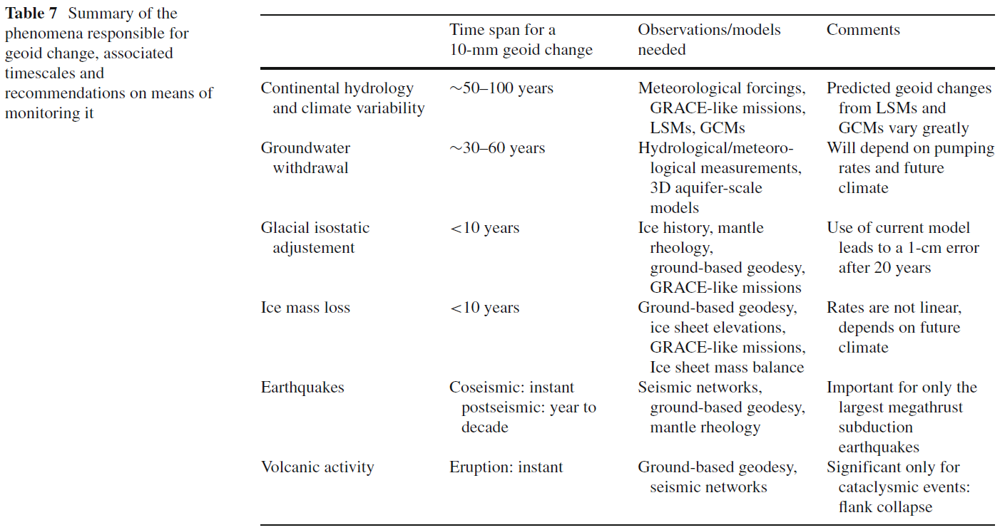 Table 7 Summary of the
phenomena responsible for
geoid change, associated
timescales and
recommendations on means of
monitoring it
Time span for a
10-mm geoid change
Observations/models
needed
Comments
Continental hydrology
and climate variability
∼50–100 years
Meteorological forcings,
GRACE-like missions,
LSMs, GCMs
Predicted geoid changes
from LSMs and
GCMs vary greatly
Groundwater
withdrawal
∼30–60 years
Hydrological/meteoro-
logical measurements,
3D aquifer-scale
models
Will depend on pumping
rates and future
climate
Glacial isostatic
adjustement
<10 years
Ice history, mantle
rheology,
ground-based geodesy,
GRACE-like missions
Use of current model
leads to a 1-cm error
after 20 years
Ice mass loss
<10 years
Ground-based geodesy,
ice sheet elevations,
GRACE-like missions,
Ice sheet mass balance
Rates are not linear,
depends on future
climate
Earthquakes
Coseismic: instant
postseismic: year to
decade
Seismic networks,
ground-based geodesy,
mantle rheology
Important for only the
largest megathrust
subduction
earthquakes
Volcanic activity
Eruption: instant
Ground-based geodesy,
seismic networks
Significant only for
cataclysmic events:
flank collapse